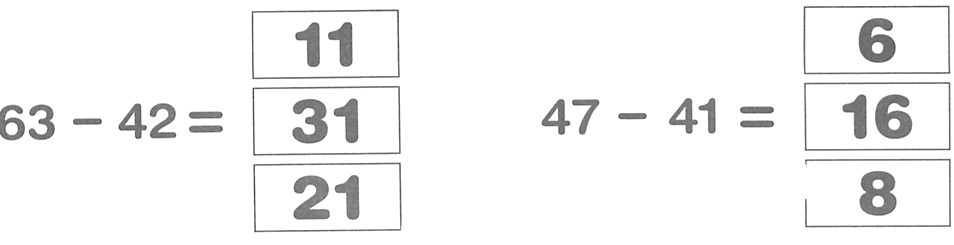 11 6
63 − 42 = 31 47 − 41 = 16
21 8